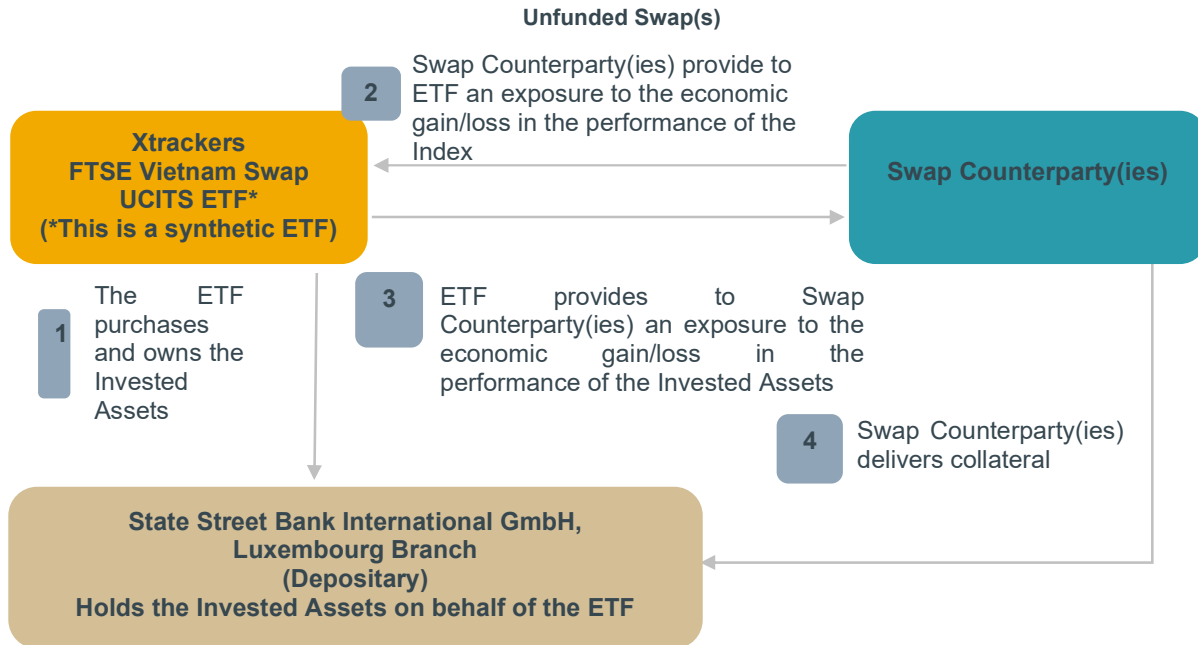 Unfunded Swap(s)
2
Swap Counterparty(ies) provide to
ETF an exposure to the economic
gain/loss in the performance of the
Index
Xtrackers
FTSE Vietnam Swap
UCITS ETF*
(*This is a synthetic ETF)
Swap Counterparty(ies)
1
The ETF
purchases
and owns the
Invested
Assets
3
ETF provides to Swap
Counterparty(ies) an exposure to the
economic gain/loss in the
performance of the Invested Assets
4
Swap Counterparty(ies)
delivers collateral
State Street Bank International GmbH,
Luxembourg Branch
(Depositary)
Holds the Invested Assets on behalf of the ETF